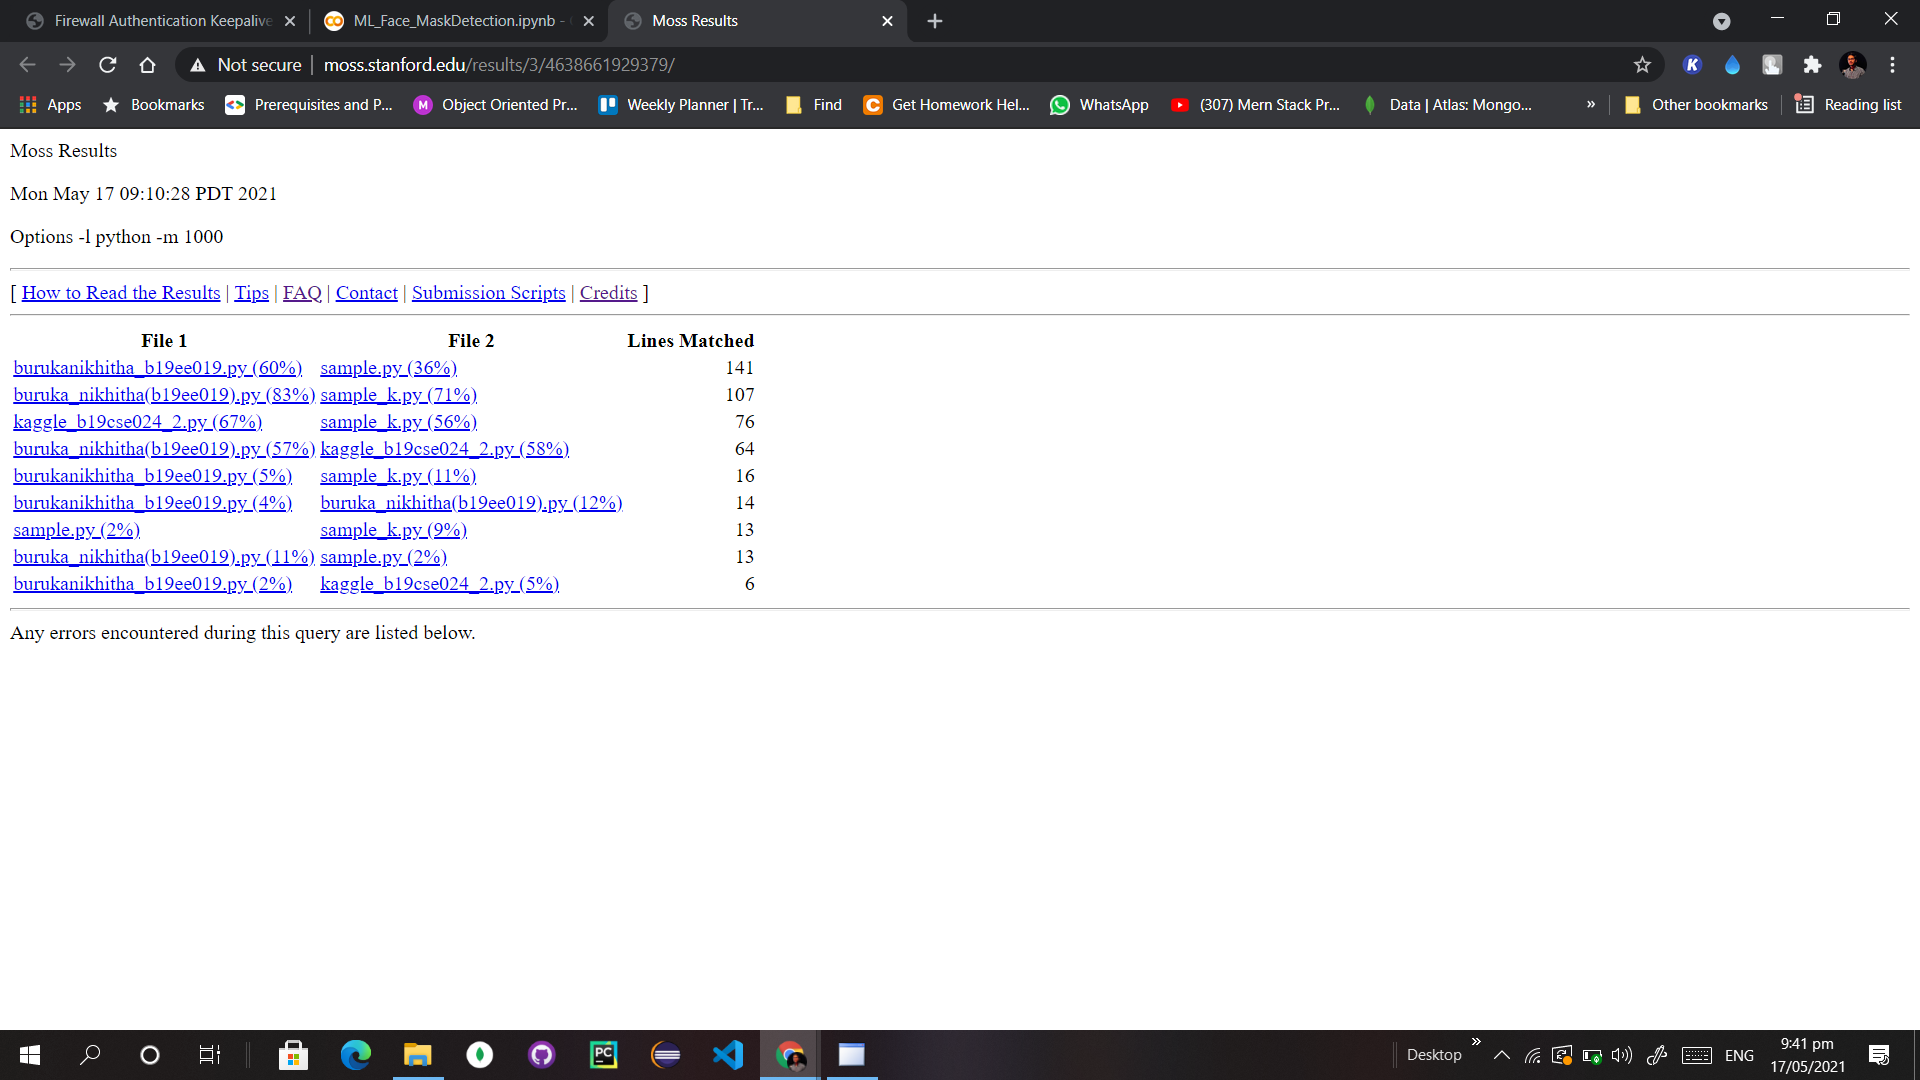 Firewall Authentication Keepalive
ML_Face_MaskDetection.ipynb -
Moss Results
Not secure | moss.stanford.edu/results/3/4638661929379/
Apps Bookmarks Prerequisites and P... Object Oriented Pr... Weekly Planner | Tr... Find Get Homework Hel... WhatsApp (307) Mern Stack Pr... Data | Atlas: Mongo... » Other bookmarks Reading list
Moss Results
Mon May 17 09:10:28 PDT 2021
Options -l python -m 1000
[ How to Read the Results | Tips | FAQ | Contact | Submission Scripts | Credits ]
File 1 File 2 Lines Matched
burukanikhitha_b19ee019.py (60%) sample.py (36%) 141
buruka_nikhitha(b19ee019).py (83%) sample_k.py (71%) 107
kaggle_b19cse024_2.py (67%) sample_k.py (56%) 76
buruka_nikhitha(b19ee019).py (57%) kaggle_b19cse024_2.py (58%) 64
burukanikhitha_b19ee019.py (5%) sample_k.py (11%) 16
burukanikhitha_b19ee019.py (4%) buruka_nikhitha(b19ee019).py (12%) 14
sample.py (2%) sample_k.py (9%) 13
buruka_nikhitha(b19ee019).py (11%) sample.py (2%) 13
burukanikhitha_b19ee019.py (2%) kaggle_b19cse024_2.py (5%) 6
Any errors encountered during this query are listed below.
Desktop » ENG
9:41 pm
17/05/2021